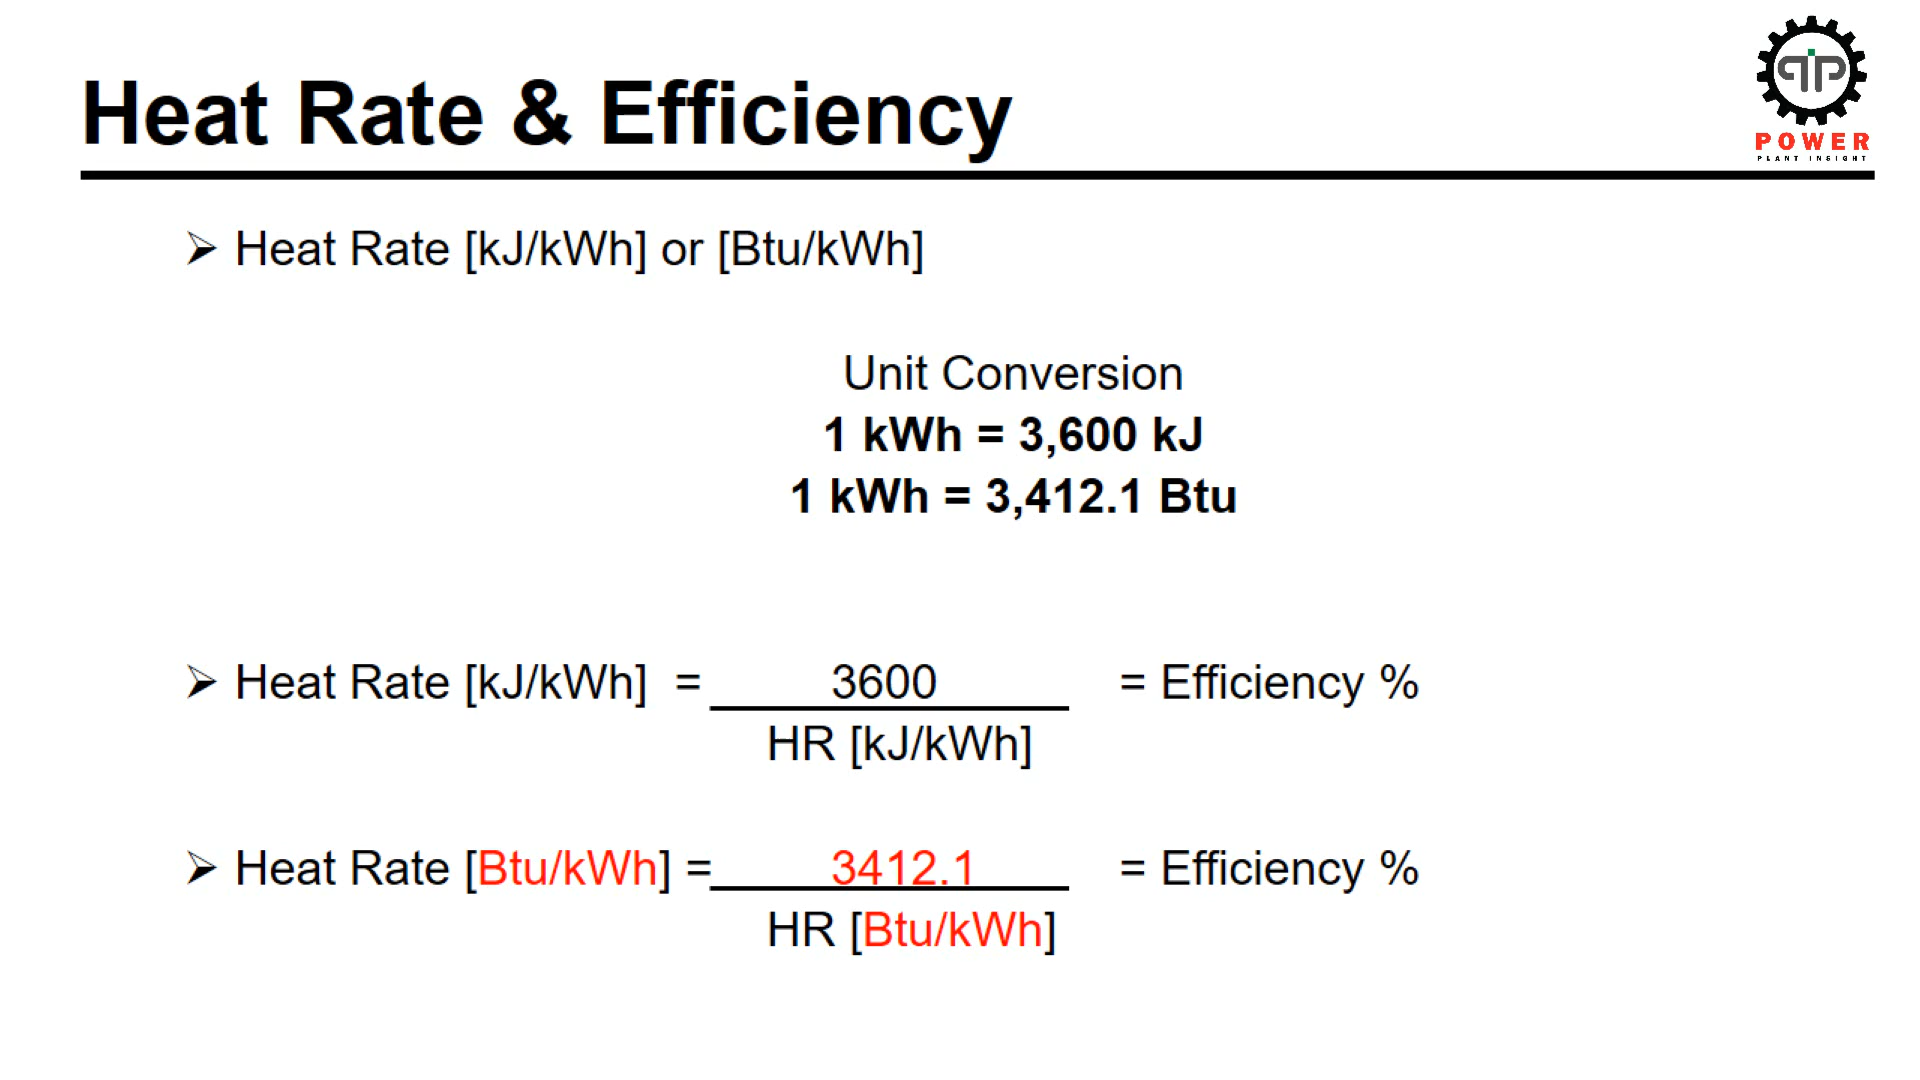 Heat Rate & Efficiency
POWER
PLANT INSIGHT
➢ Heat Rate [kJ/kWh] or [Btu/kWh]
Unit Conversion
1 kWh = 3,600 kJ
1 kWh = 3,412.1 Btu
➢ Heat Rate [kJ/kWh] = 3600 = Efficiency %
HR [kJ/kWh]
➢ Heat Rate [Btu/kWh] = 3412.1 = Efficiency %
HR [Btu/kWh]